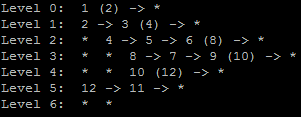 Level 0:  1 (2) -> *
Level 1:  2 -> 3 (4) -> *
Level 2:  *  4 -> 5 -> 6 (8) -> *
Level 3:  *  *  8 -> 7 -> 9 (10) -> *
Level 4:  *  *  10 (12) -> *
Level 5:  12 -> 11 -> *
Level 6:  *  *